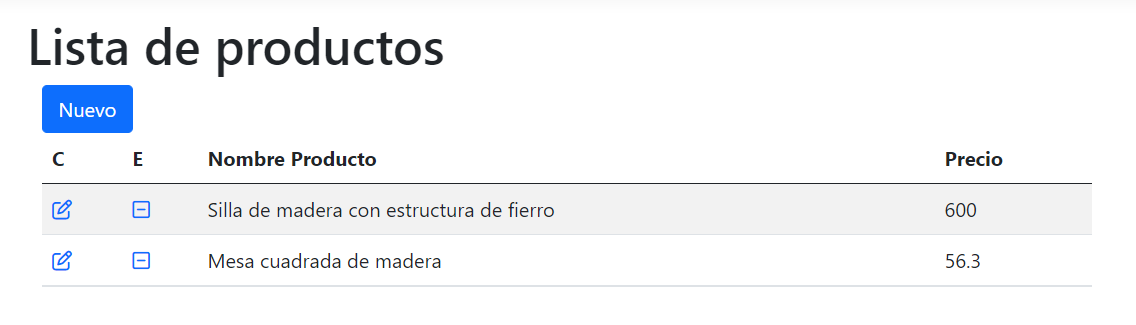 Lista de productos
Nuevo
C E Nombre Producto Precio
Silla de madera con estructura de fierro 600
Mesa cuadrada de madera 56.3